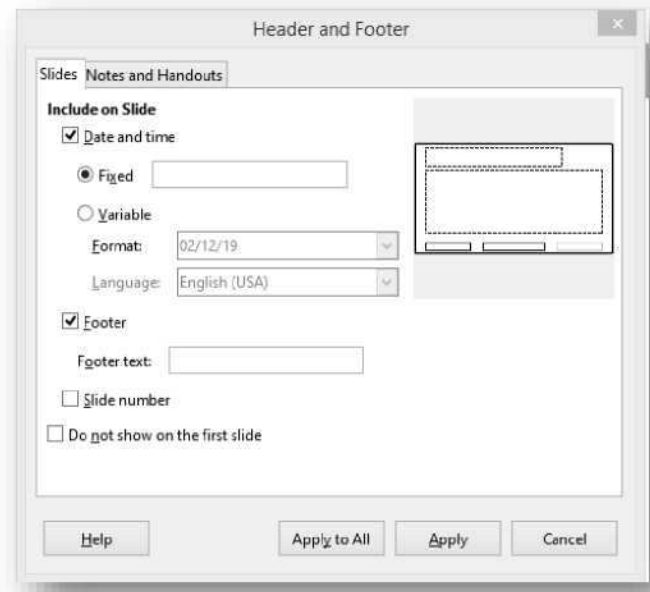 Header and Footer
Slides Notes and Handouts
Include on Slide
Date and time
Fixed
Variable
Format: 02/12/19
Language: English (USA)
Footer
Footer text:
Slide number
Do not show on the first slide
Help Apply to All Apply Cancel